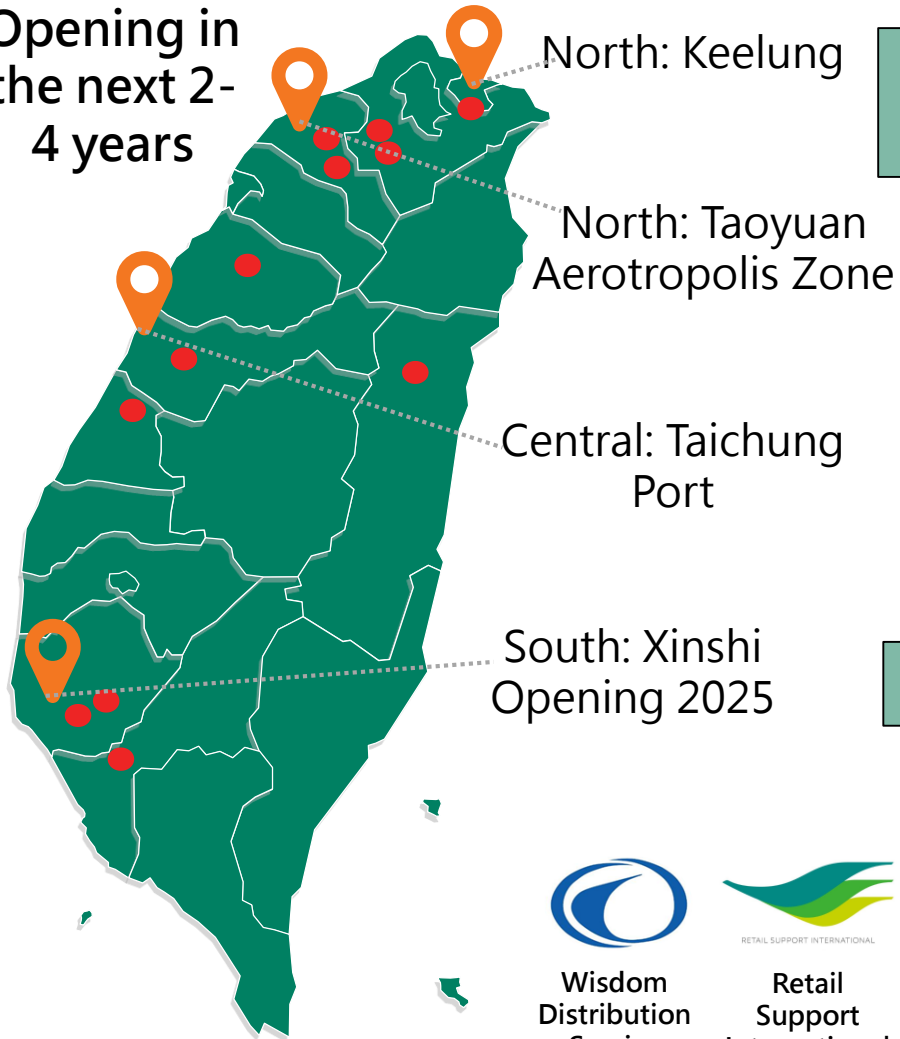 Opening in
the next 2-
4 years
North: Keelung
North: Taoyuan
Aerotropolis Zone
Central: Taichung
Port
South: Xinshi
Opening 2025
RETAIL SUPPORT INTERNATIONAL
Wisdom
Distribution
Retail
Support